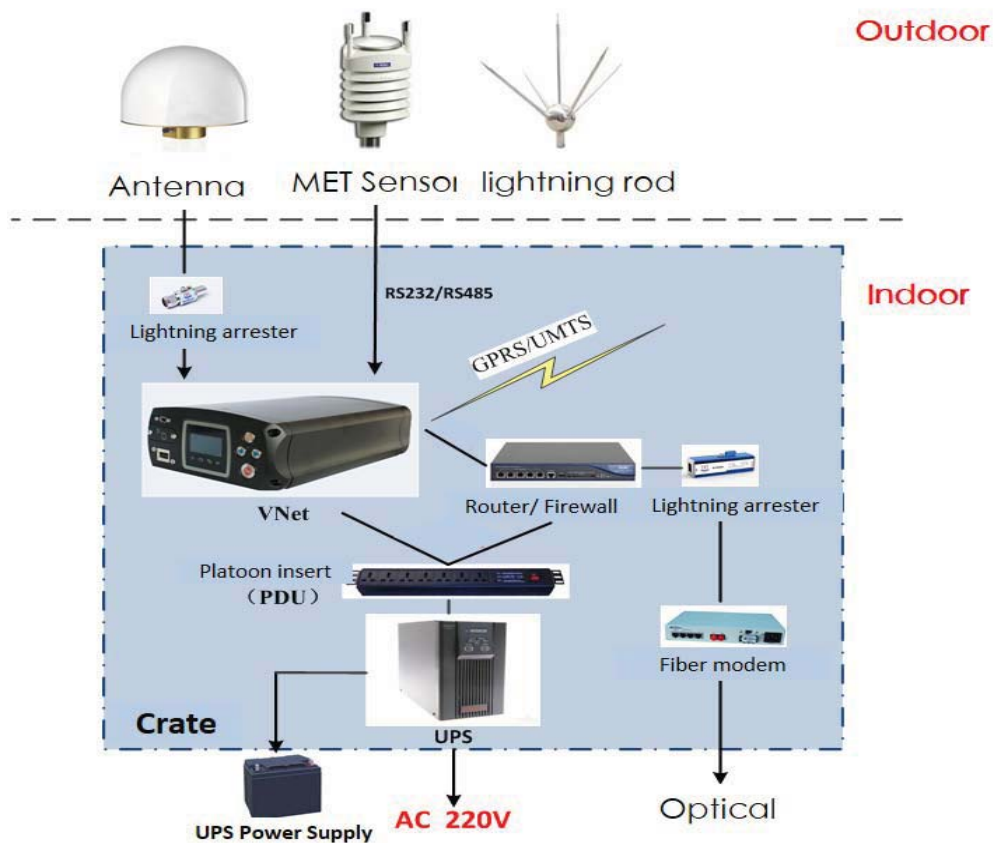 Outdoor
Antenna
MET Sensor
lightning rod
Indoor
RS232/RS485
Lightning arrester
GPRS/UMTS
VNet
Router/ Firewall
Lightning arrester
Platoon insert
（PDU）
Fiber modem
UPS
Crate
UPS Power Supply
AC 220V
Optical